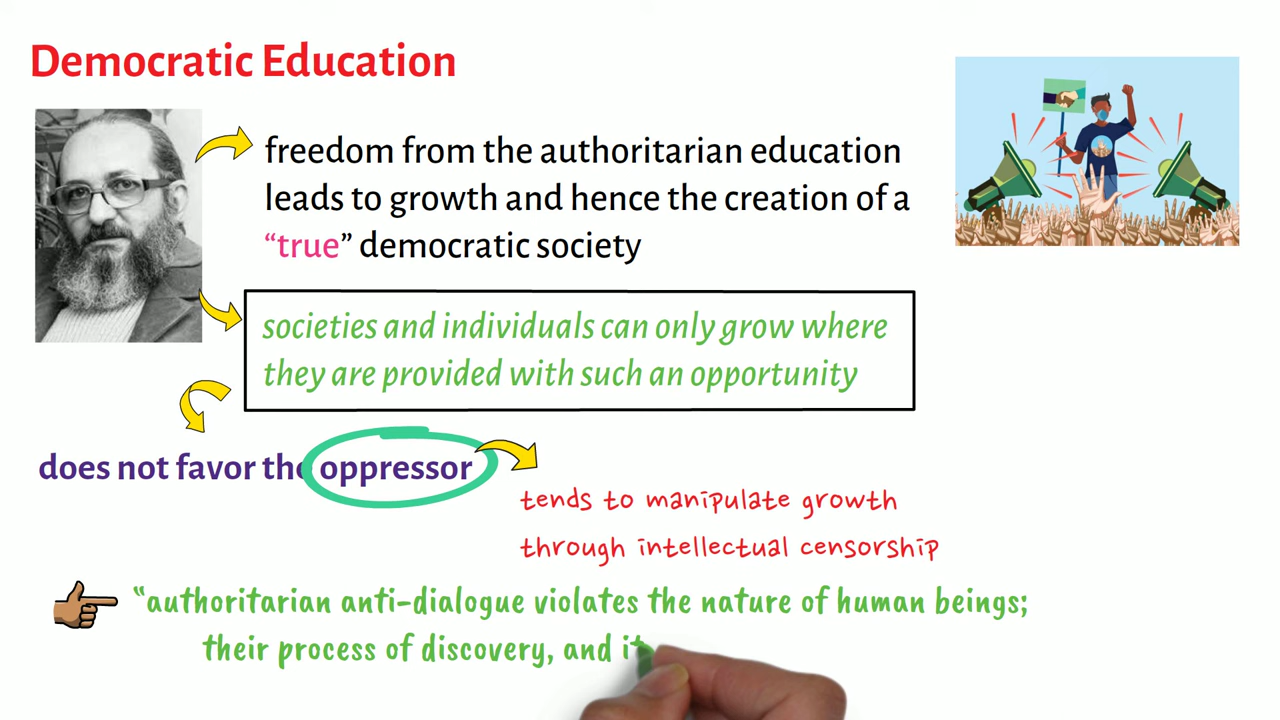 Democratic Education
freedom from the authoritarian education
leads to growth and hence the creation of a
“true” democratic society
societies and individuals can only grow where
they are provided with such an opportunity
does not favor the oppressor
tends to manipulate growth
through intellectual censorship
“authoritarian anti-dialogue violates the nature of human beings;
their process of discovery, and it